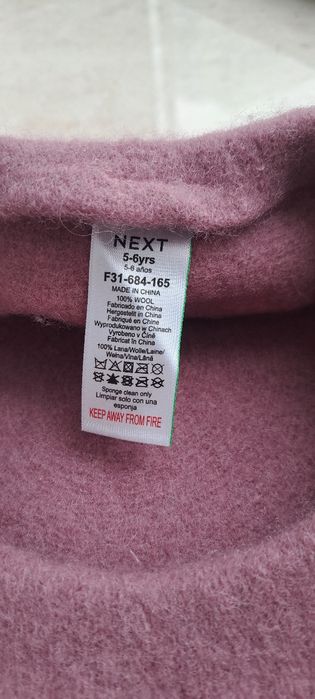 NEXT
5-6yrs
5-6 años
F31-684-165
MADE IN CHINA
100% WOOL
Fabricado en China
Hergestellt in China
Fabriqué en Chine
Wyprodukowano w Chinach
Vyrobeno v Číně
Fabricat în China
100% Lana/Wolle/Laine/
Wełna/Vlna/Lână
Sponge clean only
Limpiar solo con una
esponja
KEEP AWAY FROM FIRE